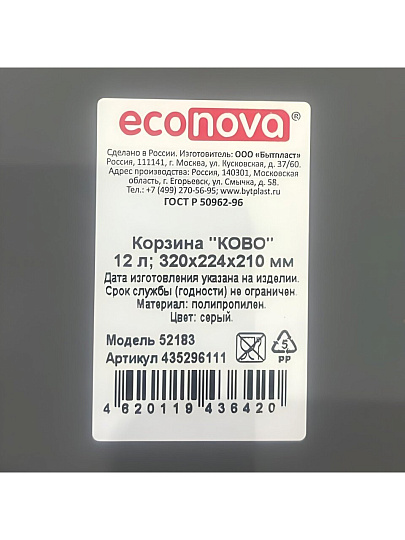 econova®
Сделано в России. Изготовитель: ООО «Бытпласт»
Россия, 111141, г. Москва, ул. Кусковская, д. 37/60.
Адрес производства: Россия, 140301, Московская
область, г. Егорьевск, ул. Смычка, д. 58.
Тел.: +7 (499) 270-56-95; www.bytplast.ru
ГОСТ Р 50962-96
Корзина "КОВО"
12 л; 320х224х210 мм
Дата изготовления указана на изделии.
Срок службы (годности) не ограничен.
Материал: полипропилен.
Цвет: серый.
Модель 52183
Артикул 435296111
5
PP
4 620119 436420